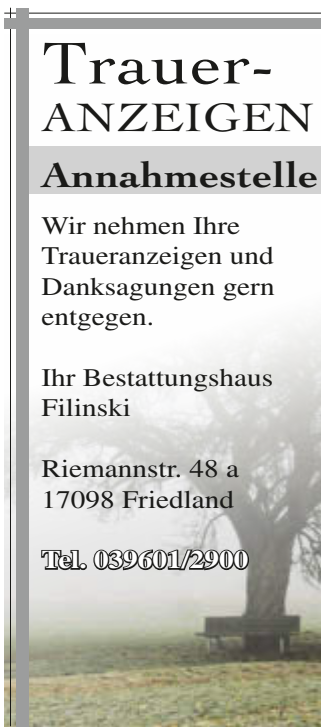 Trauer-
ANZEIGEN
Annahmestelle
Wir nehmen Ihre
Traueranzeigen und
Danksagungen gern
entgegen.
Ihr Bestattungshaus
Filinski
Riemannstr. 48 a
17098 Friedland
Tel. 039601/2900